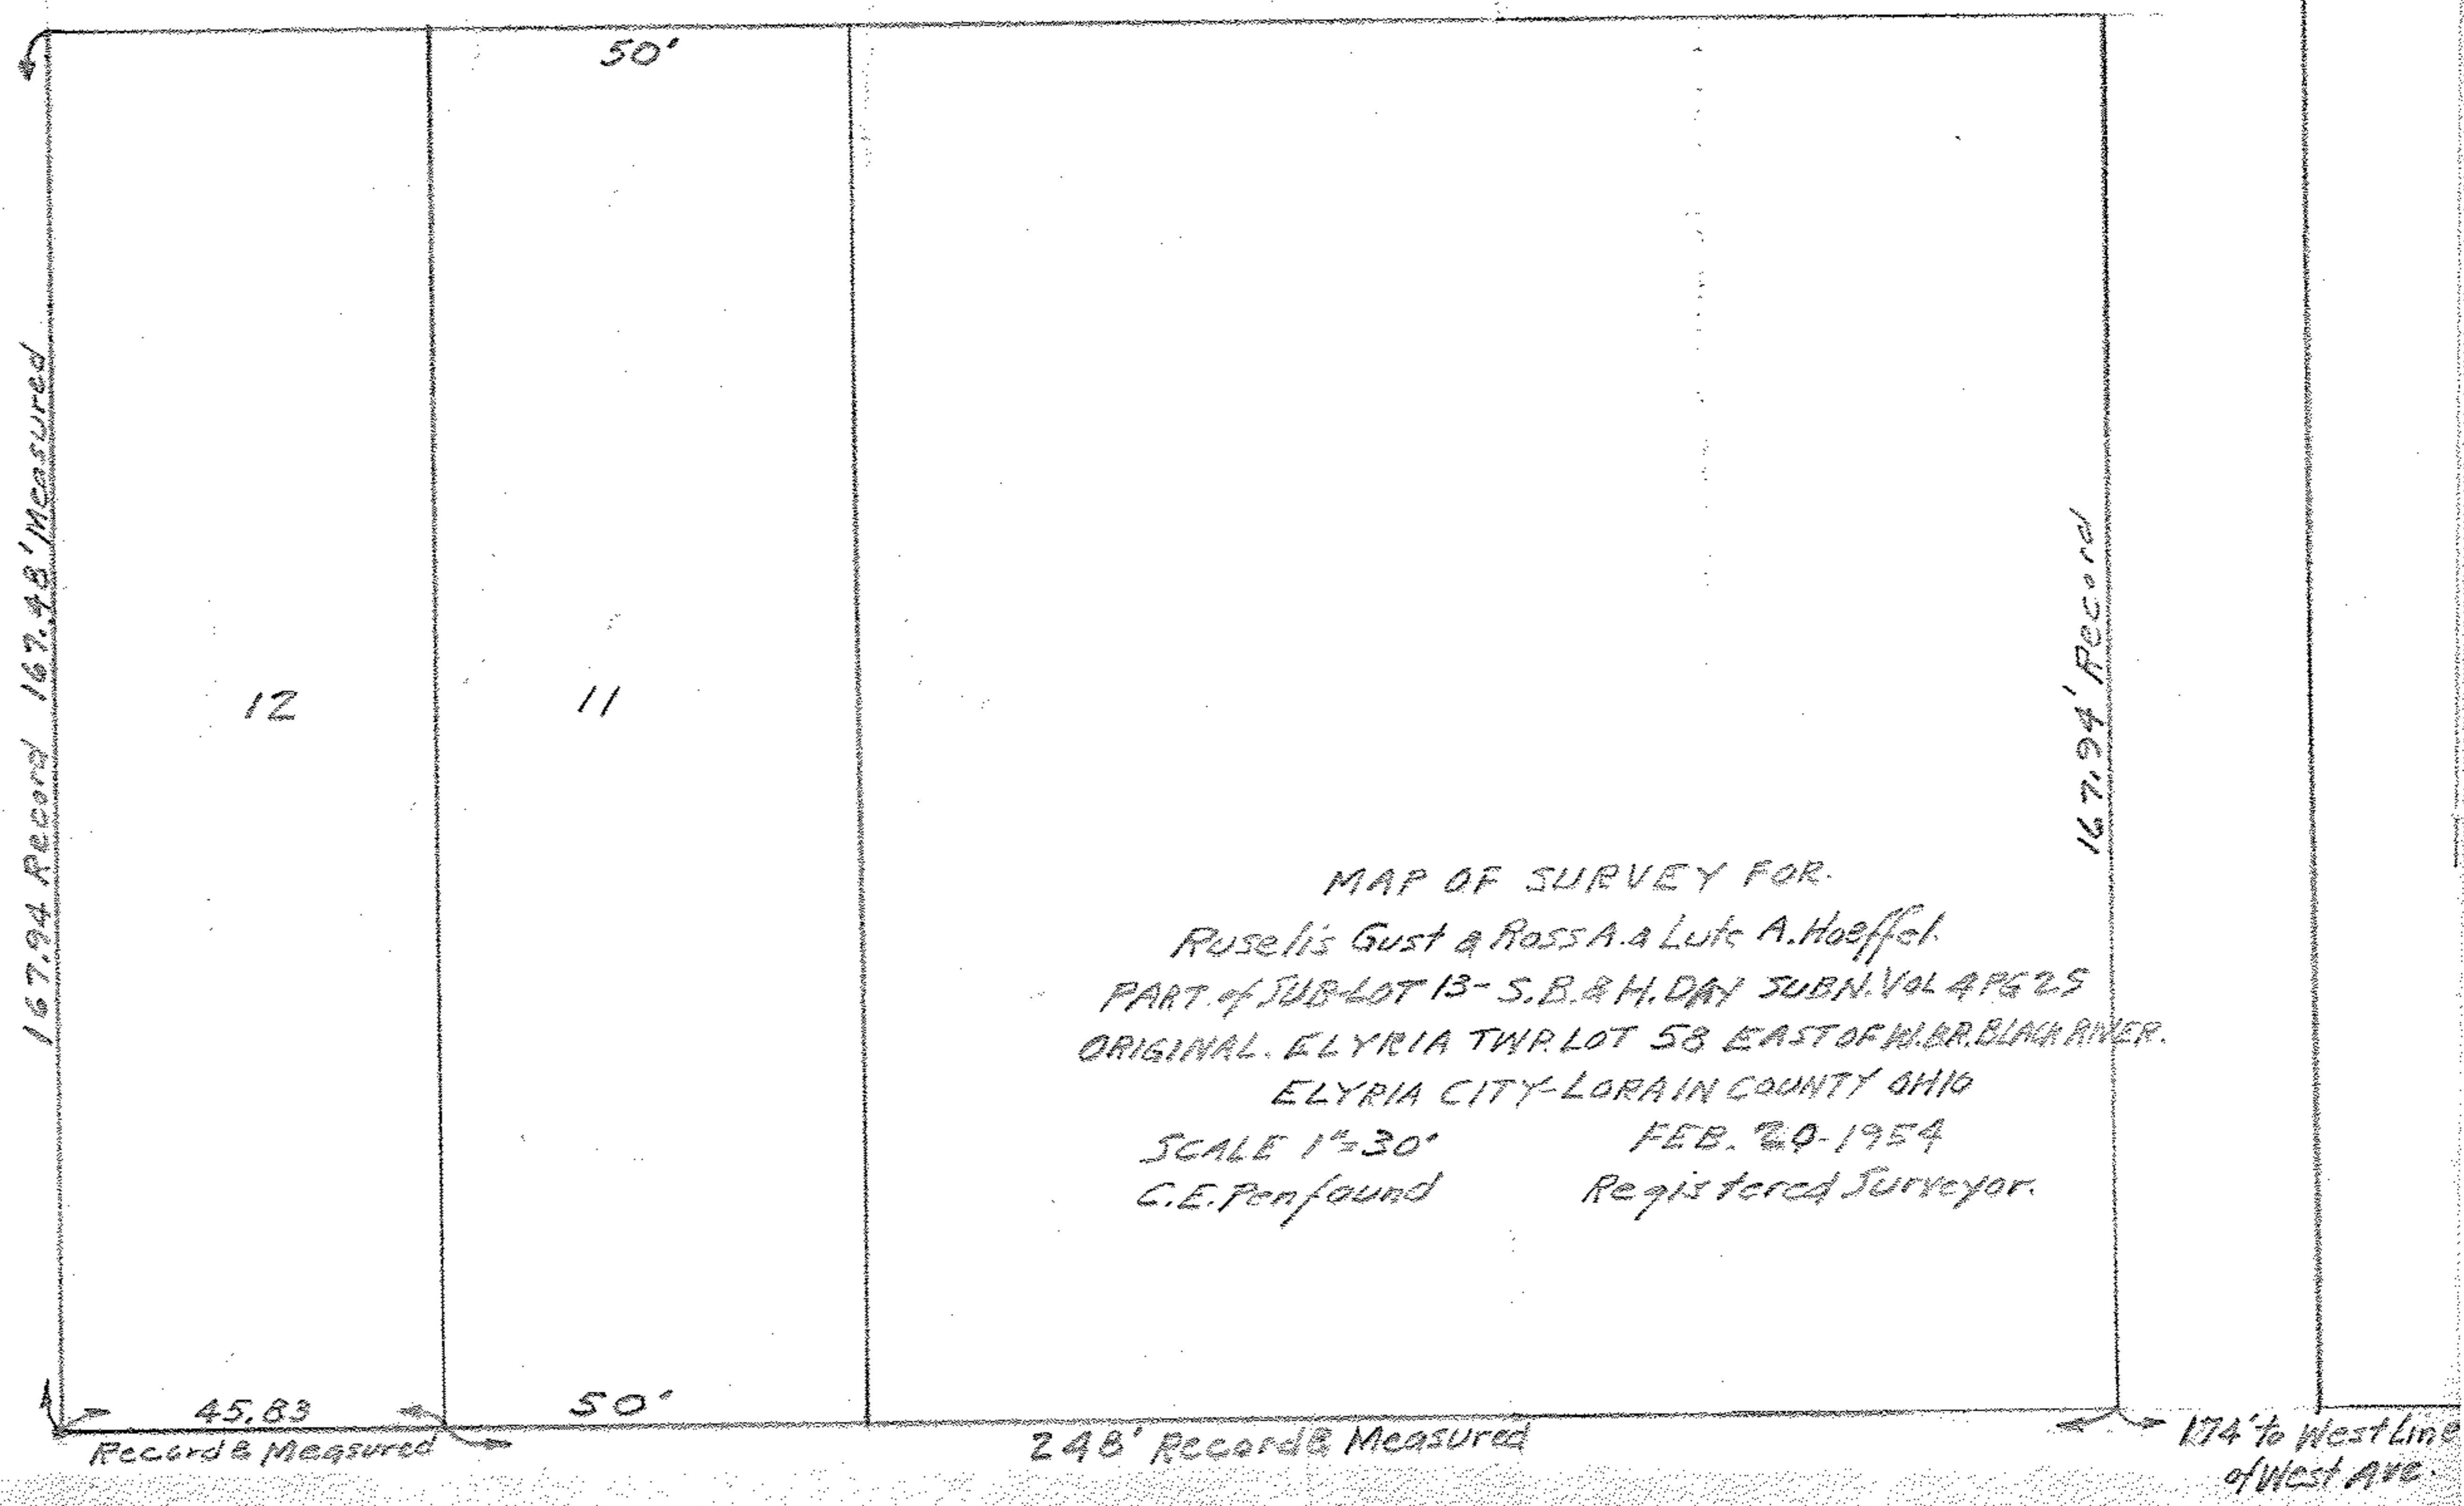 50'
167.94 Record 167.48' Measured
12
11
167.94' Record
MAP OF SURVEY FOR.
Ruselis Gust & Ross A. & Lute A. Hoeffel.
PART of SUB-LOT 13- S.B.& H. DAY SUBN. VOL 4 PG 25
ORIGINAL. ELYRIA TWP. LOT 58 EAST OF W.BR. BLACK RIVER.
ELYRIA CITY-LORAIN COUNTY OHIO
SCALE 1"=30' FEB. 20-1954
C.E. Penfound Registered Surveyor.
45.83
50'
Record & Measured
248' Record & Measured
174' to West Line
of West Ave.